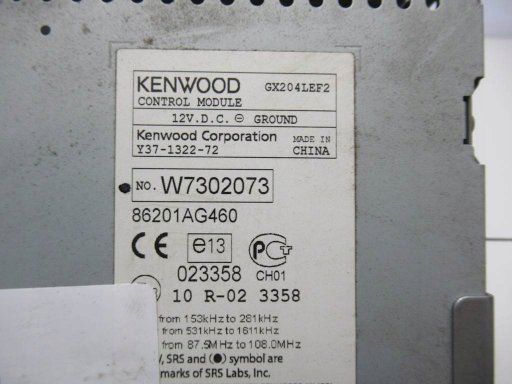 KENWOOD GX204LEF2
CONTROL MODULE
12V.D.C. ⊖ GROUND
Kenwood Corporation MADE IN
Y37-1322-72 CHINA
NO. W7302073
86201AG460
CE e13 PCT
023358 CH01
10 R-02 3358
from 153kHz to 281kHz
from 531kHz to 1611kHz
from 87.5MHz to 108.0MHz
SRS and (●) symbol are
marks of SRS Labs, Inc.